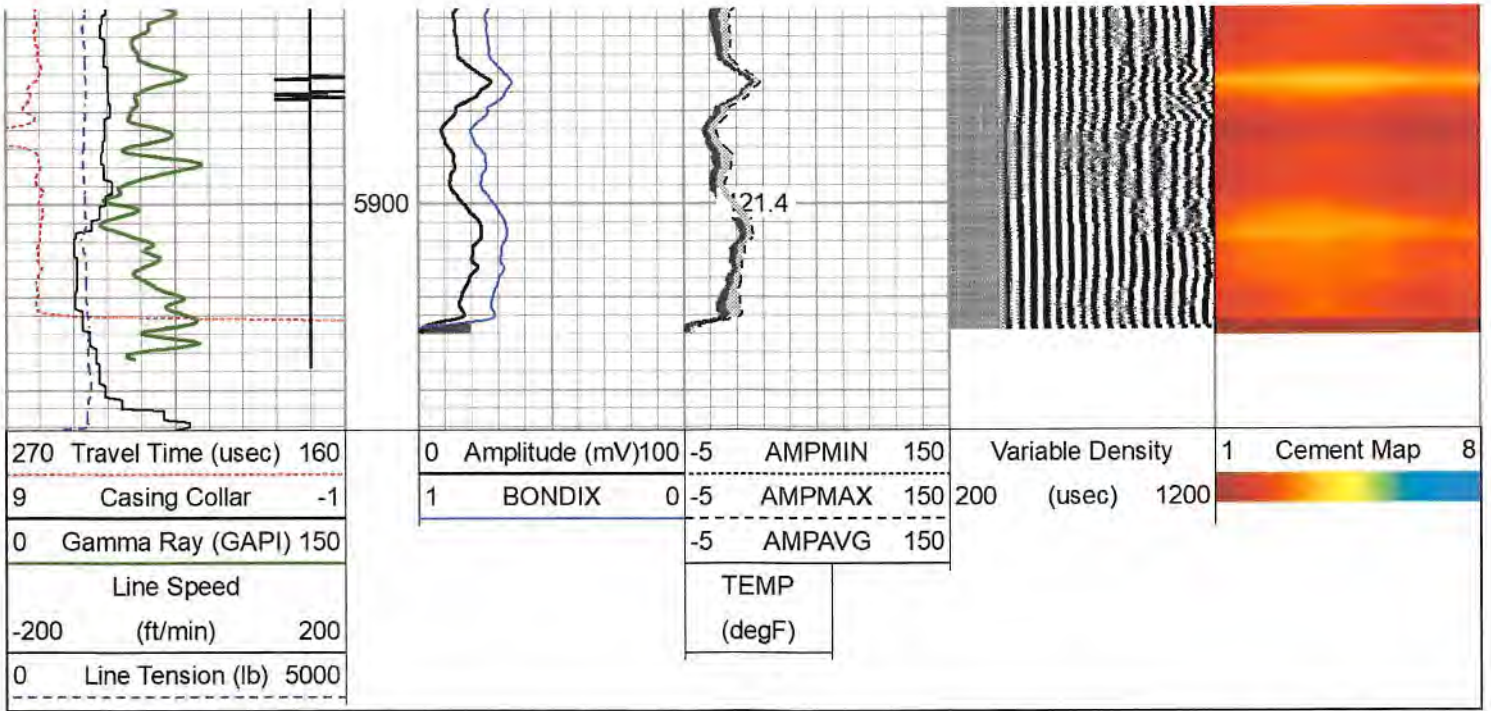 5900
121.4
270 Travel Time (usec) 160
9 Casing Collar -1
0 Gamma Ray (GAPI) 150
Line Speed
-200 (ft/min) 200
0 Line Tension (lb) 5000
0 Amplitude (mV) 100
1 BONDIX 0
-5 AMPMIN 150
-5 AMPMAX 150
-5 AMPAVG 150
TEMP
(degF)
Variable Density
200 (usec) 1200
1 Cement Map 8